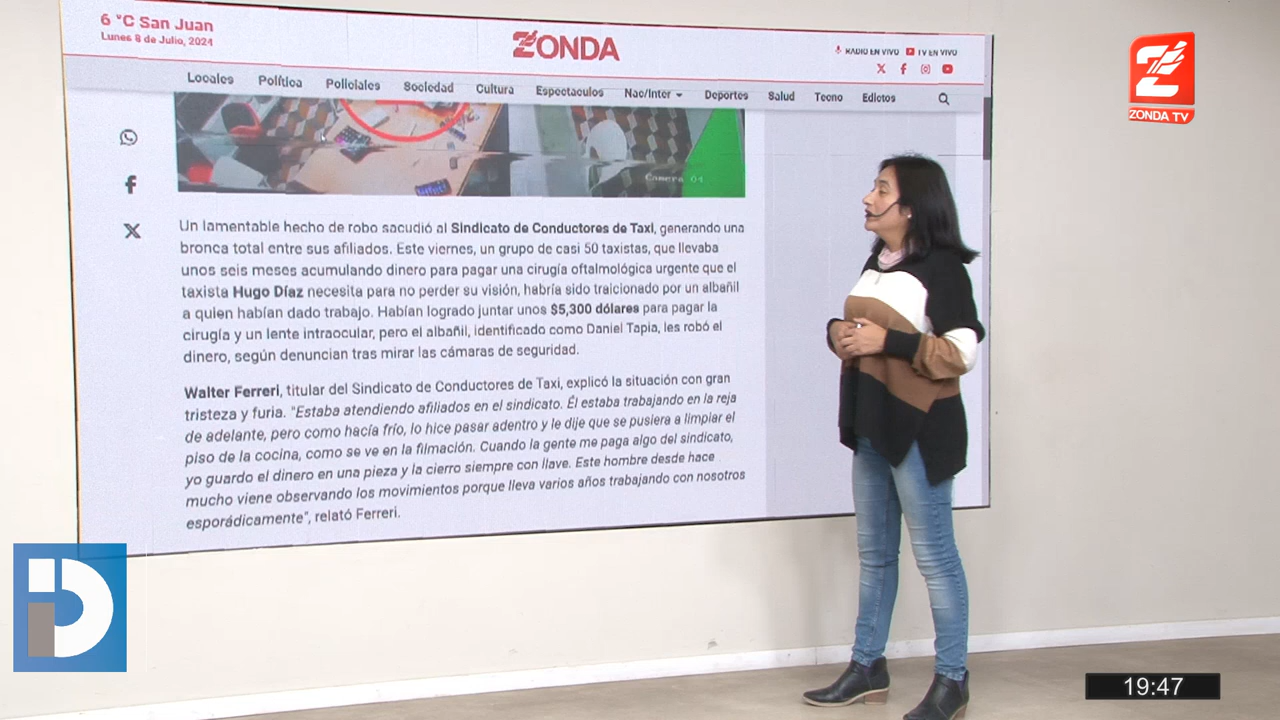 6 °C San Juan
Lunes 8 de Julio, 2024
ZONDA
RADIO EN VIVO TV EN VIVO
Locales Política Policiales Sociedad Cultura Espectaculos Nac/Inter Deportes Salud Tecno Edictos
ZONDA TV
Camera 01
Un lamentable hecho de robo sacudió al Sindicato de Conductores de Taxi, generando una
bronca total entre sus afiliados. Este viernes, un grupo de casi 50 taxistas, que llevaba
unos seis meses acumulando dinero para pagar una cirugía oftalmológica urgente que el
taxista Hugo Díaz necesita para no perder su visión, habría sido traicionado por un albañil
a quien habían dado trabajo. Habían logrado juntar unos $5,300 dólares para pagar la
cirugía y un lente intraocular, pero el albañil, identificado como Daniel Tapia, les robó el
dinero, según denuncian tras mirar las cámaras de seguridad.
Walter Ferreri, titular del Sindicato de Conductores de Taxi, explicó la situación con gran
tristeza y furia. "Estaba atendiendo afiliados en el sindicato. Él estaba trabajando en la reja
de adelante, pero como hacía frío, lo hice pasar adentro y le dije que se pusiera a limpiar el
piso de la cocina, como se ve en la filmación. Cuando la gente me paga algo del sindicato,
yo guardo el dinero en una pieza y la cierro siempre con llave. Este hombre desde hace
mucho viene observando los movimientos porque lleva varios años trabajando con nosotros
esporádicamente", relató Ferreri.
19:47